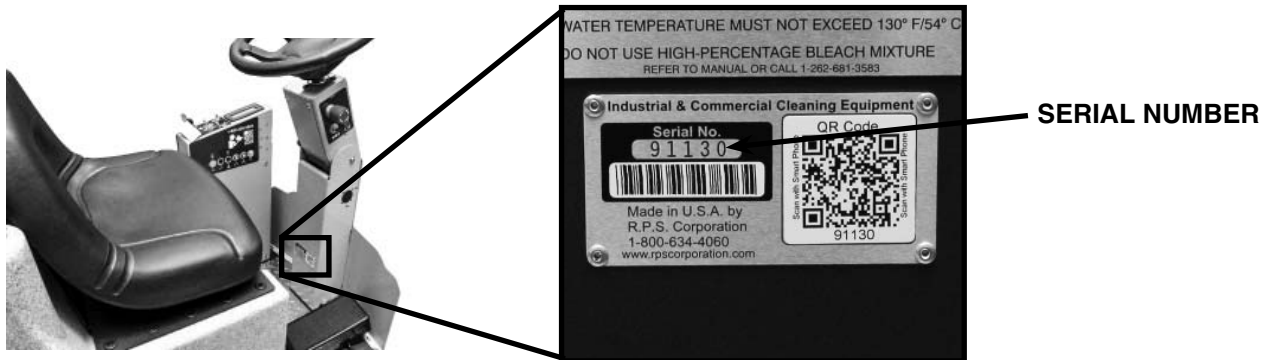 WATER TEMPERATURE MUST NOT EXCEED 130° F/54° C
DO NOT USE HIGH-PERCENTAGE BLEACH MIXTURE
REFER TO MANUAL OR CALL 1-262-681-3583
Industrial & Commercial Cleaning Equipment
Serial No.
91130
Made in U.S.A. by
R.P.S. Corporation
1-800-634-4060
www.rpscorporation.com
QR Code
Scan with Smart Phone
Scan with Smart Phone
91130
SERIAL NUMBER